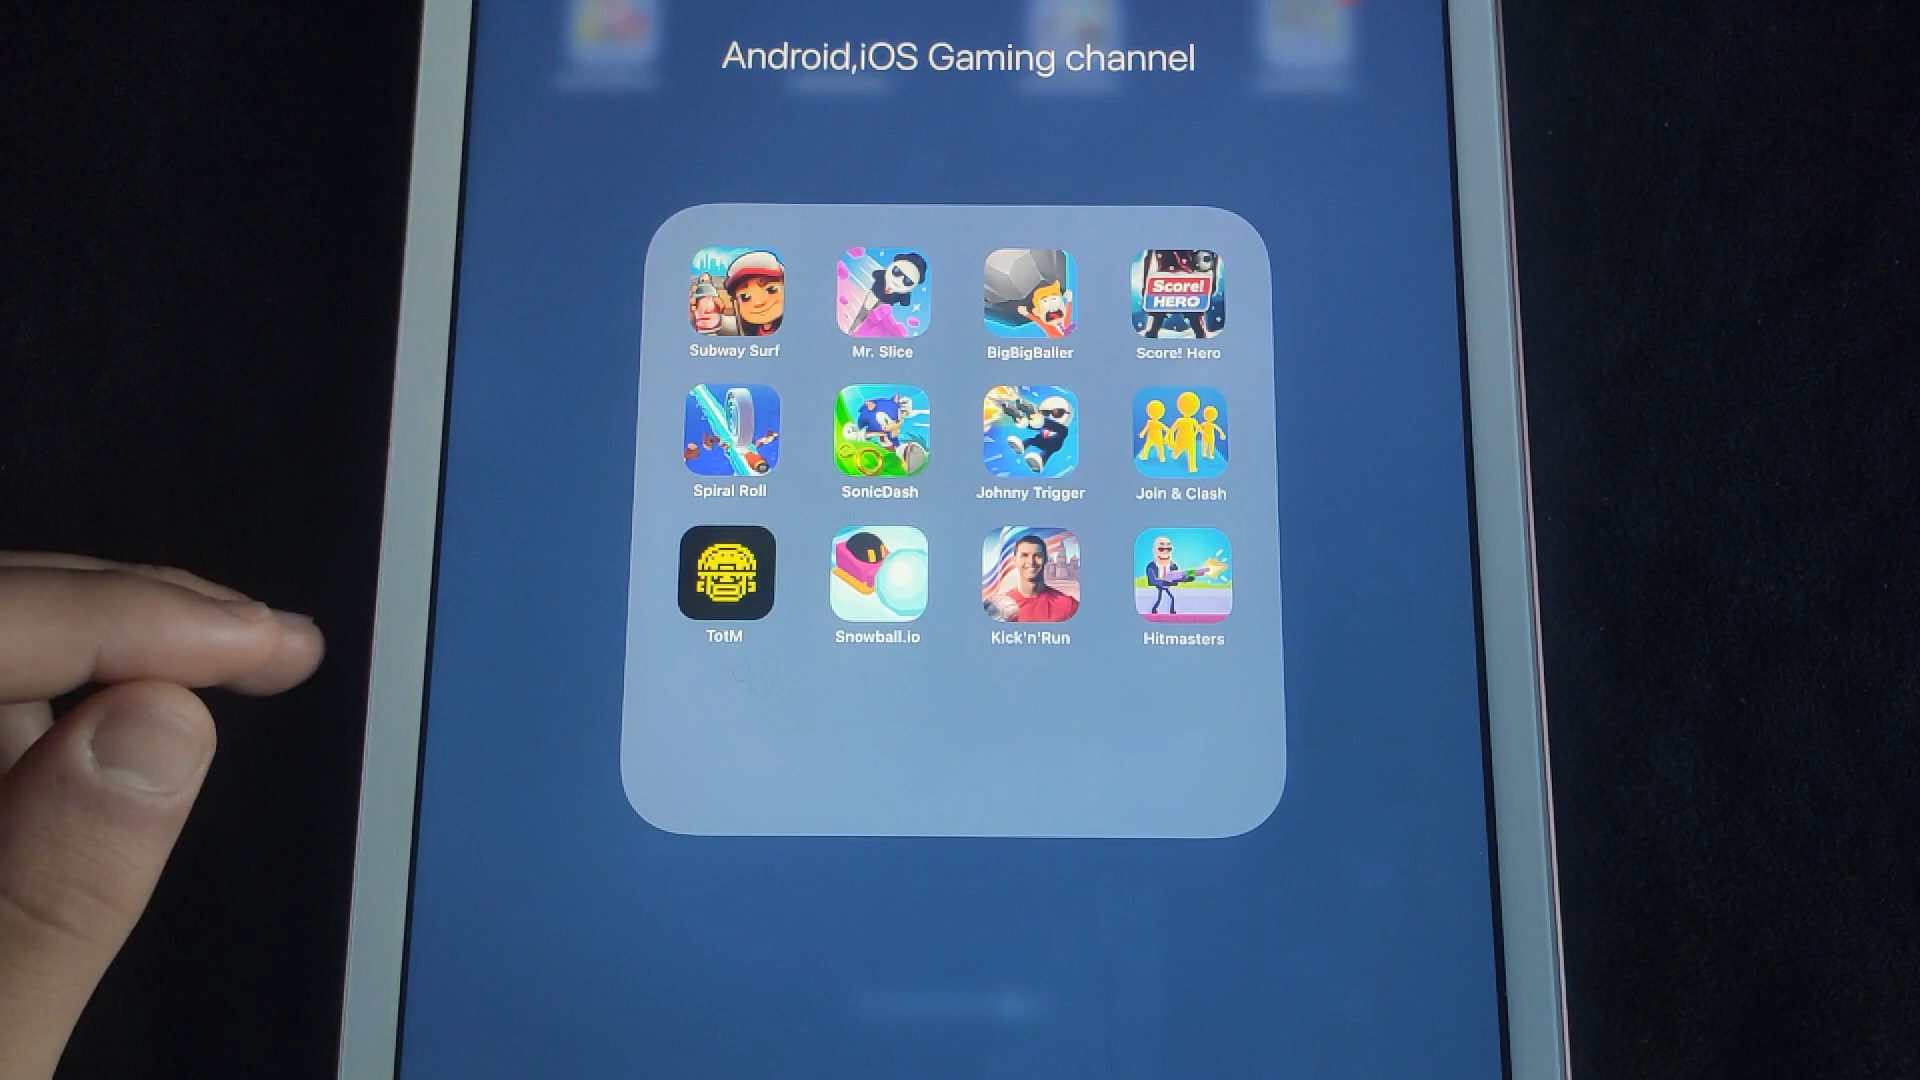 Android,iOS Gaming channel
Score!
HERO
Subway Surf
Mr. Slice
BigBigBaller
Score! Hero
Spiral Roll
SonicDash
Johnny Trigger
Join & Clash
TotM
Snowball.io
Kick'n'Run
Hitmasters